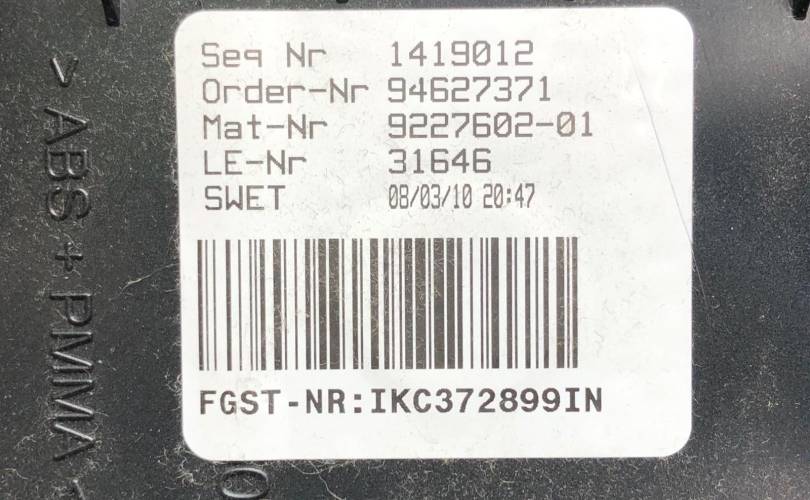 Seq Nr 1419012
Order-Nr 94627371
Mat-Nr 9227602-01
LE-Nr 31646
SWET 08/03/10 20:47
FGST-NR:IKC372899IN
> ABS + PMMA <